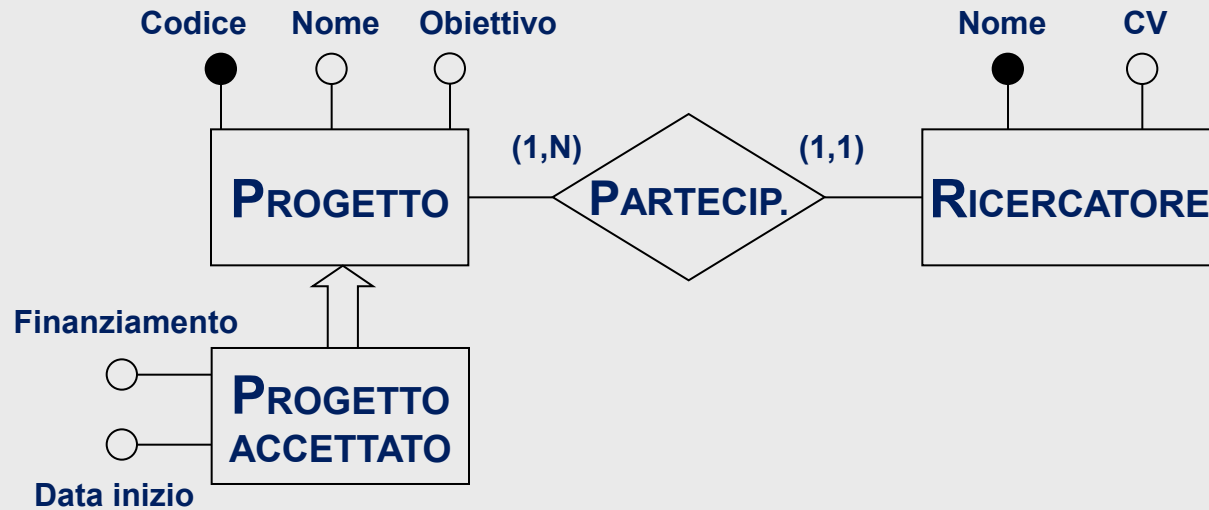 Codice Nome Obiettivo Nome CV
(1,N) (1,1)
PROGETTO PARTECIP. RICERCATORE
Finanziamento
PROGETTO
ACCETTATO
Data inizio